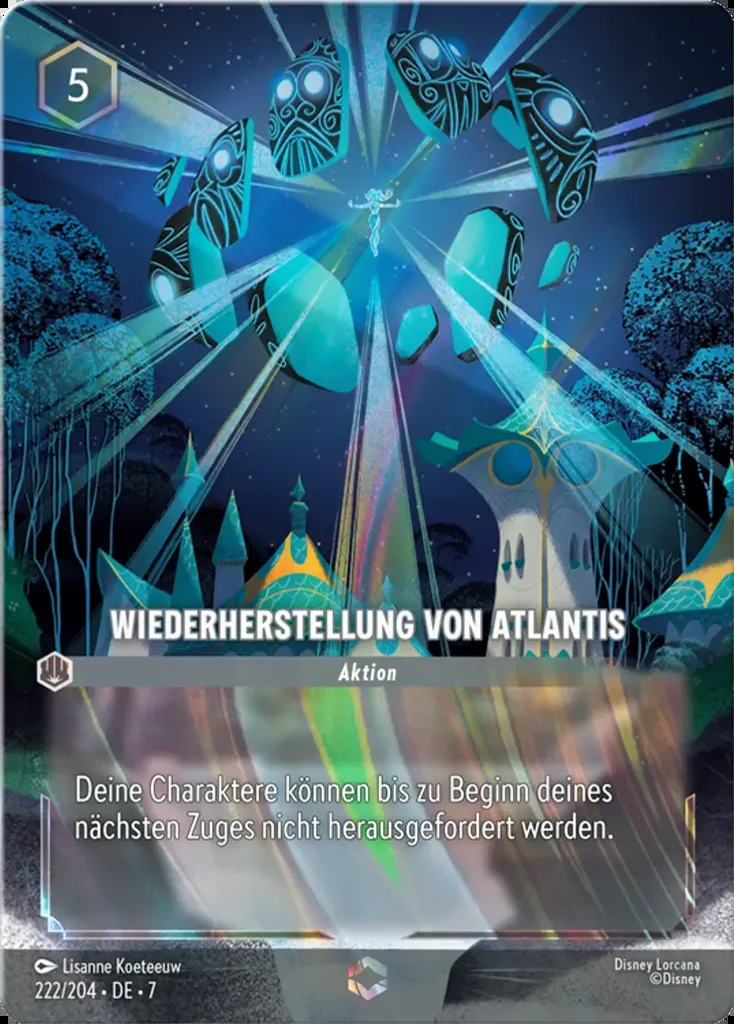 5
WIEDERHERSTELLUNG VON ATLANTIS
Aktion
Deine Charaktere können bis zu Beginn deines
nächsten Zuges nicht herausgefordert werden.
Lisanne Koeteeuw
222/204 • DE • 7
Disney Lorcana
©Disney